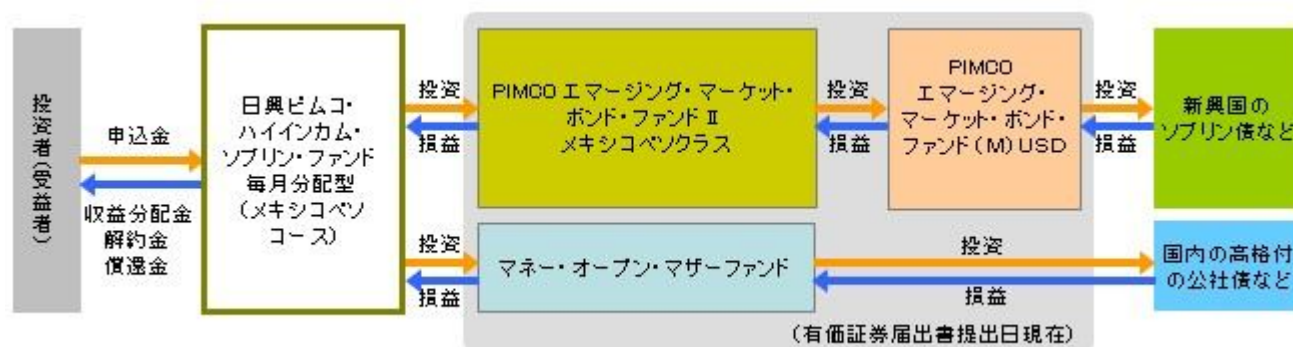 投資者(受益者)
申込金
収益分配金
解約金
償還金
日興ピムコ・
ハイインカム・
ソブリン・ファンド
毎月分配型
(メキシコペソ
コース)
投資
損益
PIMCO エマージング・マーケット・
ボンド・ファンド Ⅱ
メキシコペソクラス
投資
損益
PIMCO
エマージング・
マーケット・ボンド・
ファンド(M)USD
投資
損益
新興国の
ソブリン債など
投資
損益
マネー・オープン・マザーファンド
投資
損益
国内の高格付
の公社債など
(有価証券届出書提出日現在)